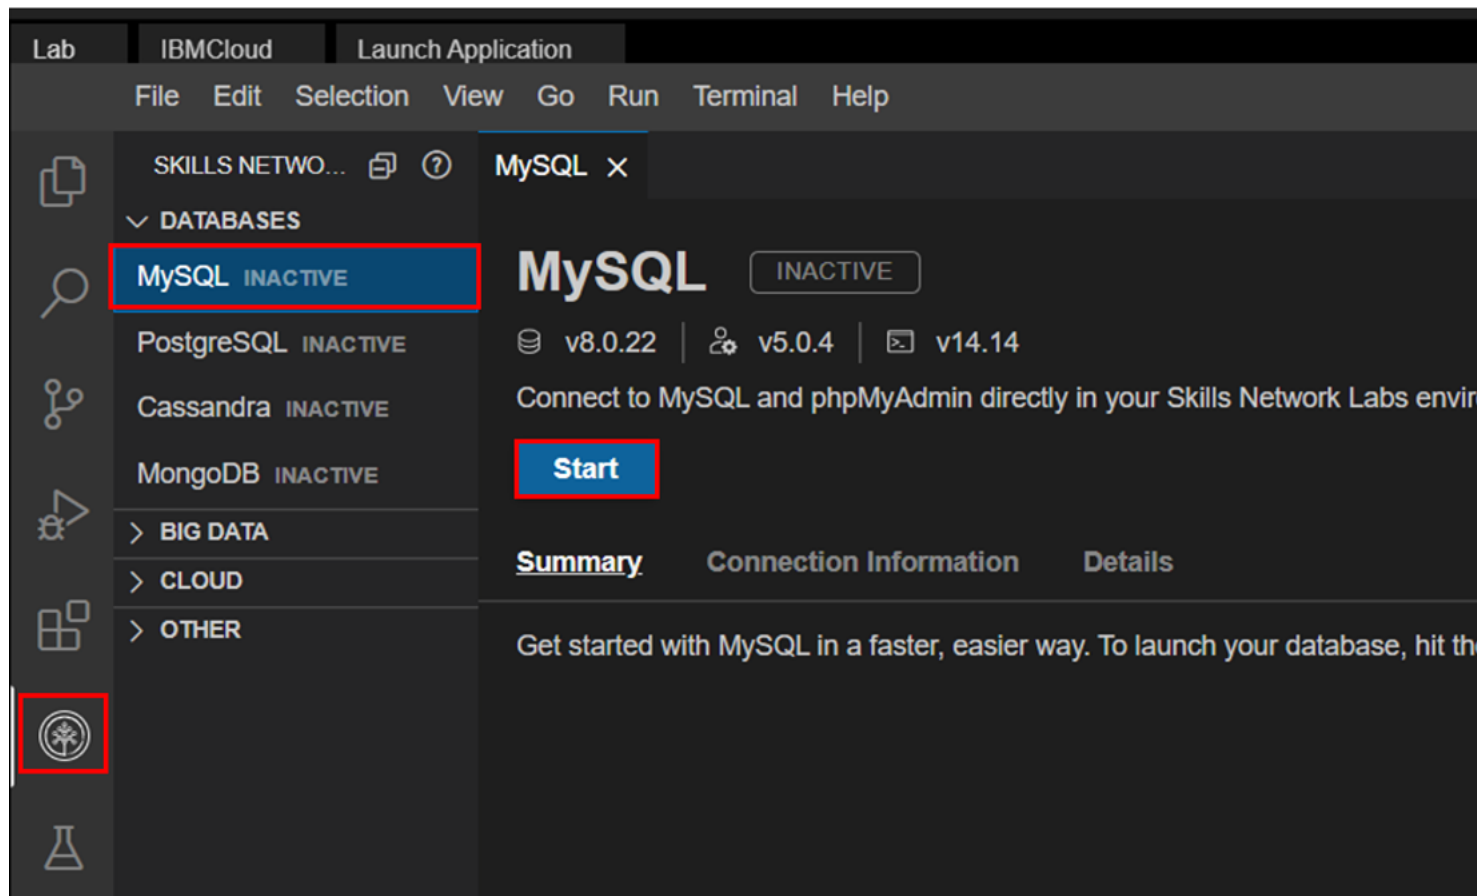 Lab IBMCloud Launch Application
File Edit Selection View Go Run Terminal Help
SKILLS NETWO...
DATABASES
MySQL INACTIVE
PostgreSQL INACTIVE
Cassandra INACTIVE
MongoDB INACTIVE
BIG DATA
CLOUD
OTHER
MySQL
MySQL INACTIVE
v8.0.22 v5.0.4 v14.14
Connect to MySQL and phpMyAdmin directly in your Skills Network Labs
Start
Summary Connection Information Details
Get started with MySQL in a faster, easier way. To launch your database, hit